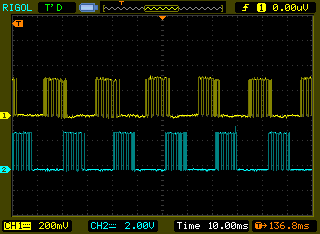 RIGOL T'D T 1 0.00uV
T
1
2
CH1 200mV CH2 2.00V Time 10.00ms T→136.8ms